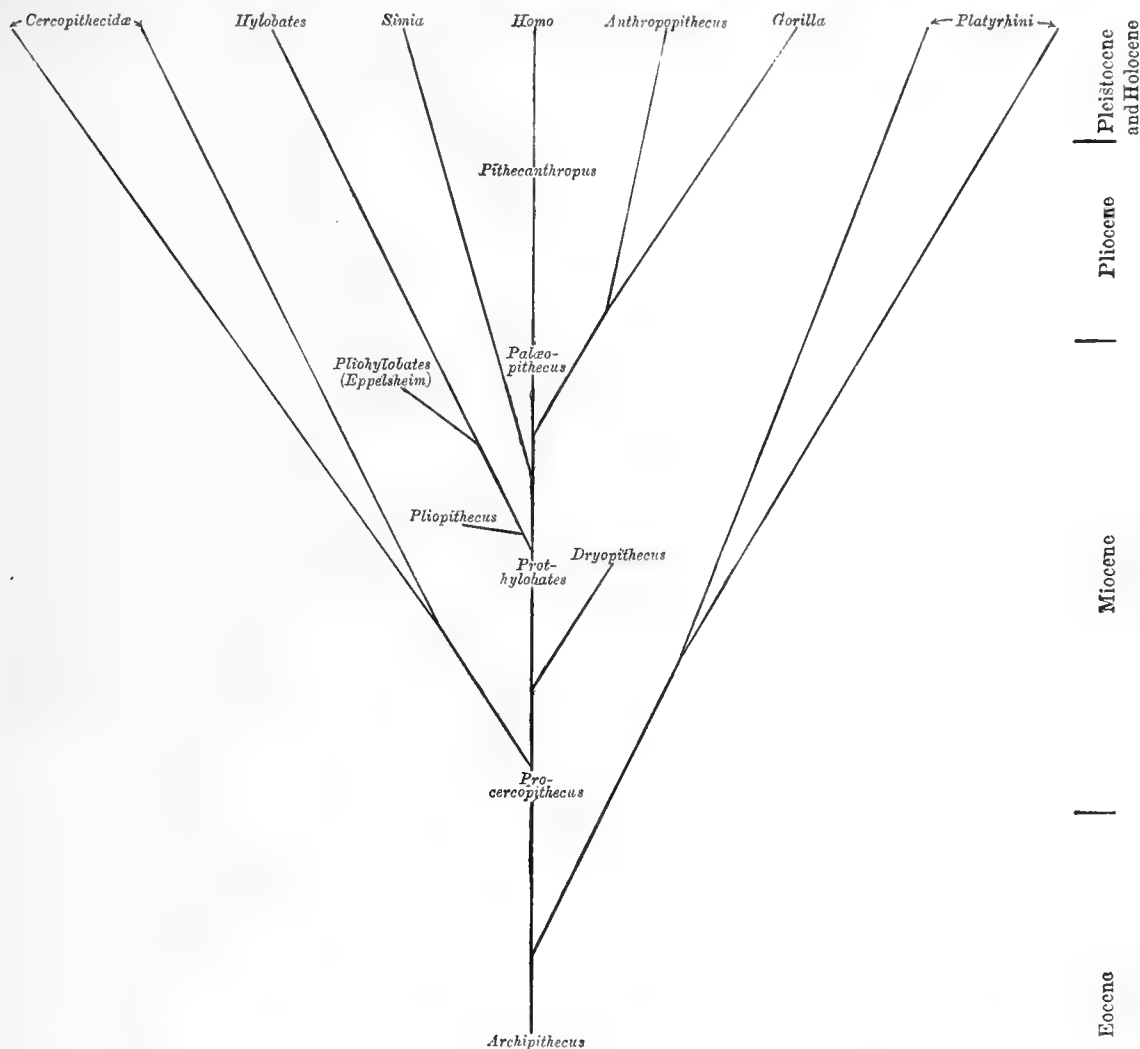 Cercopithecidæ Hylobates Simia Homo Anthropopithecus Gorilla Platyrhini
Pleistocene
and Holocene
Pithecanthropus
Pliocene
Palæo-
pithecus
Pliohylobates
(Eppelsheim)
Pliopithecus
Dryopithecus
Prot-
hylobates
Miocene
Pro-
cercopithecus
Eocene
Archipithecus